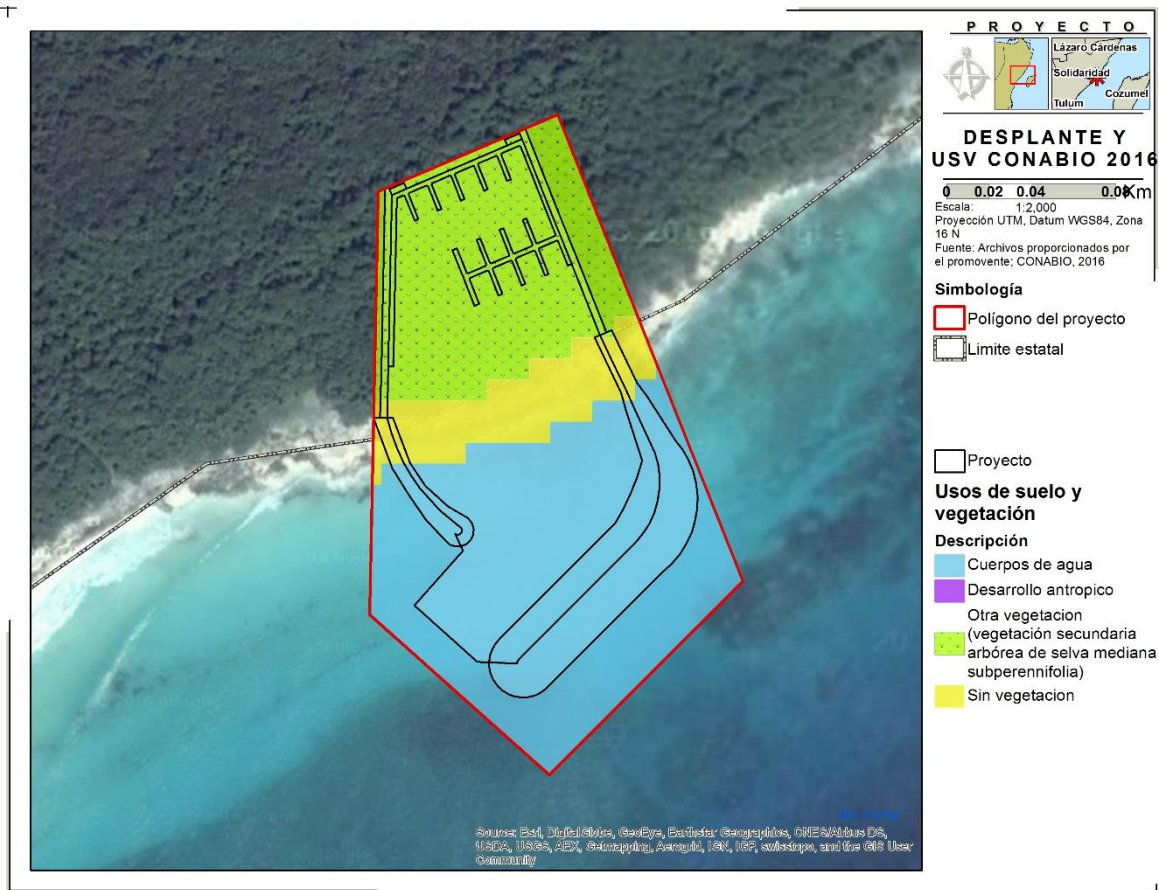 P R O Y E C T O
Lázaro Cárdenas
Solidaridad
Cozumel
Tulum
DESPLANTE Y
USV CONABIO 2016
0 0.02 0.04 0.08 Km
Escala: 1:2,000
Proyección UTM, Datum WGS84, Zona
16 N
Fuente: Archivos proporcionados por
el promovente; CONABIO, 2016
Simbología
Polígono del proyecto
Limite estatal
Proyecto
Usos de suelo y
vegetación
Descripción
Cuerpos de agua
Desarrollo antropico
Otra vegetacion
(vegetación secundaria
arbórea de selva mediana
subperennifolia)
Sin vegetacion
Source: Esri, DigitalGlobe, GeoEye, Earthstar Geographics, CNES/Airbus DS,
USDA, USGS, AEX, Getmapping, Aerogrid, IGN, IGP, swisstopo, and the GIS User
Community